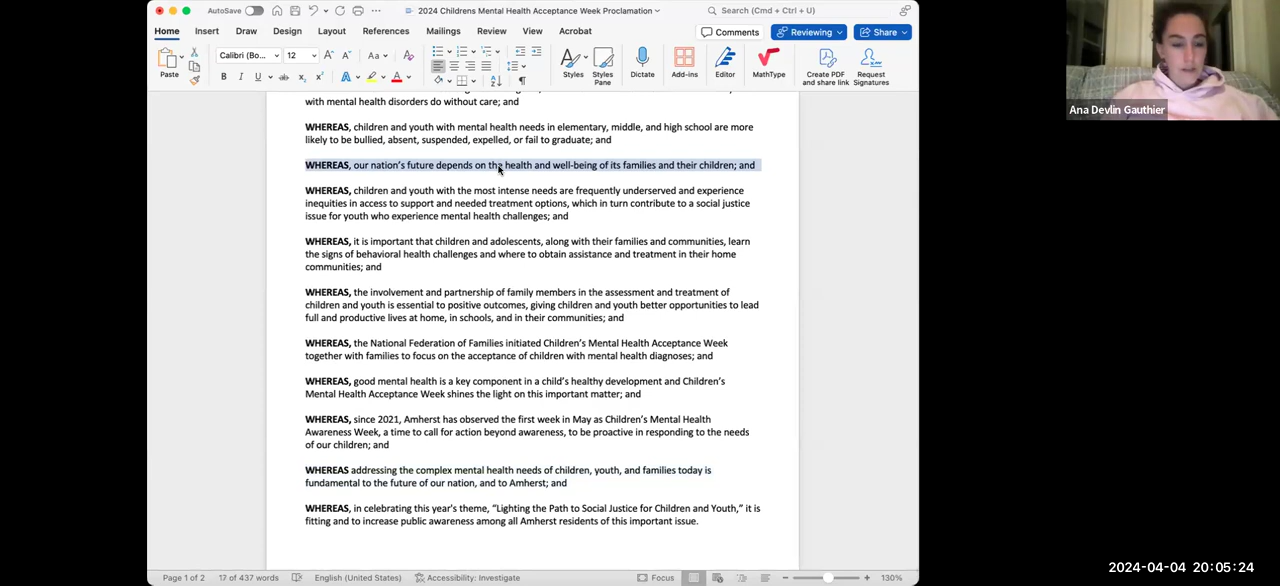 AutoSave
2024 Childrens Mental Health Acceptance Week Proclamation
Search (Cmd + Ctrl + U)
Home Insert Draw Design Layout References Mailings Review View Acrobat
Comments Reviewing Share
Calibri (Bo... 12
Paste
Styles
Styles Pane
Dictate
Add-ins
Editor
MathType
Create PDF and share link
Request Signatures
with mental health disorders do without care; and
WHEREAS, children and youth with mental health needs in elementary, middle, and high school are more
likely to be bullied, absent, suspended, expelled, or fail to graduate; and
WHEREAS, our nation's future depends on the health and well-being of its families and their children; and
WHEREAS, children and youth with the most intense needs are frequently underserved and experience
inequities in access to support and needed treatment options, which in turn contribute to a social justice
issue for youth who experience mental health challenges; and
WHEREAS, it is important that children and adolescents, along with their families and communities, learn
the signs of behavioral health challenges and where to obtain assistance and treatment in their home
communities; and
WHEREAS, the involvement and partnership of family members in the assessment and treatment of
children and youth is essential to positive outcomes, giving children and youth better opportunities to lead
full and productive lives at home, in schools, and in their communities; and
WHEREAS, the National Federation of Families initiated Children's Mental Health Acceptance Week
together with families to focus on the acceptance of children with mental health diagnoses; and
WHEREAS, good mental health is a key component in a child's healthy development and Children's
Mental Health Acceptance Week shines the light on this important matter; and
WHEREAS, since 2021, Amherst has observed the first week in May as Children's Mental Health
Awareness Week, a time to call for action beyond awareness, to be proactive in responding to the needs
of our children; and
WHEREAS addressing the complex mental health needs of children, youth, and families today is
fundamental to the future of our nation, and to Amherst; and
WHEREAS, in celebrating this year's theme, "Lighting the Path to Social Justice for Children and Youth," it is
fitting and to increase public awareness among all Amherst residents of this important issue.
Page 1 of 2 17 of 437 words English (United States) Accessibility: Investigate Focus 130%
Ana Devlin Gauthier
2024-04-04 20:05:24